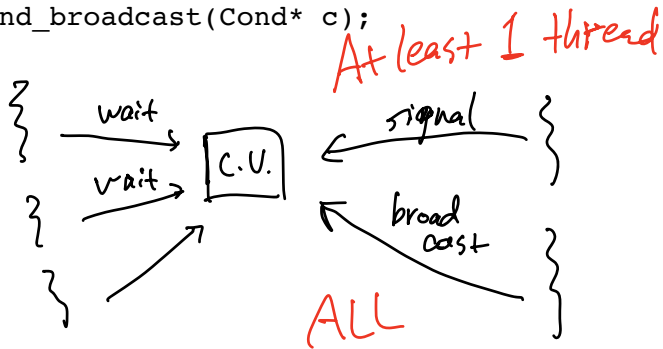 nd_broadcast(Cond* c);
At least 1 thread
wait
signal
C.V.
wait
broad
cast
ALL